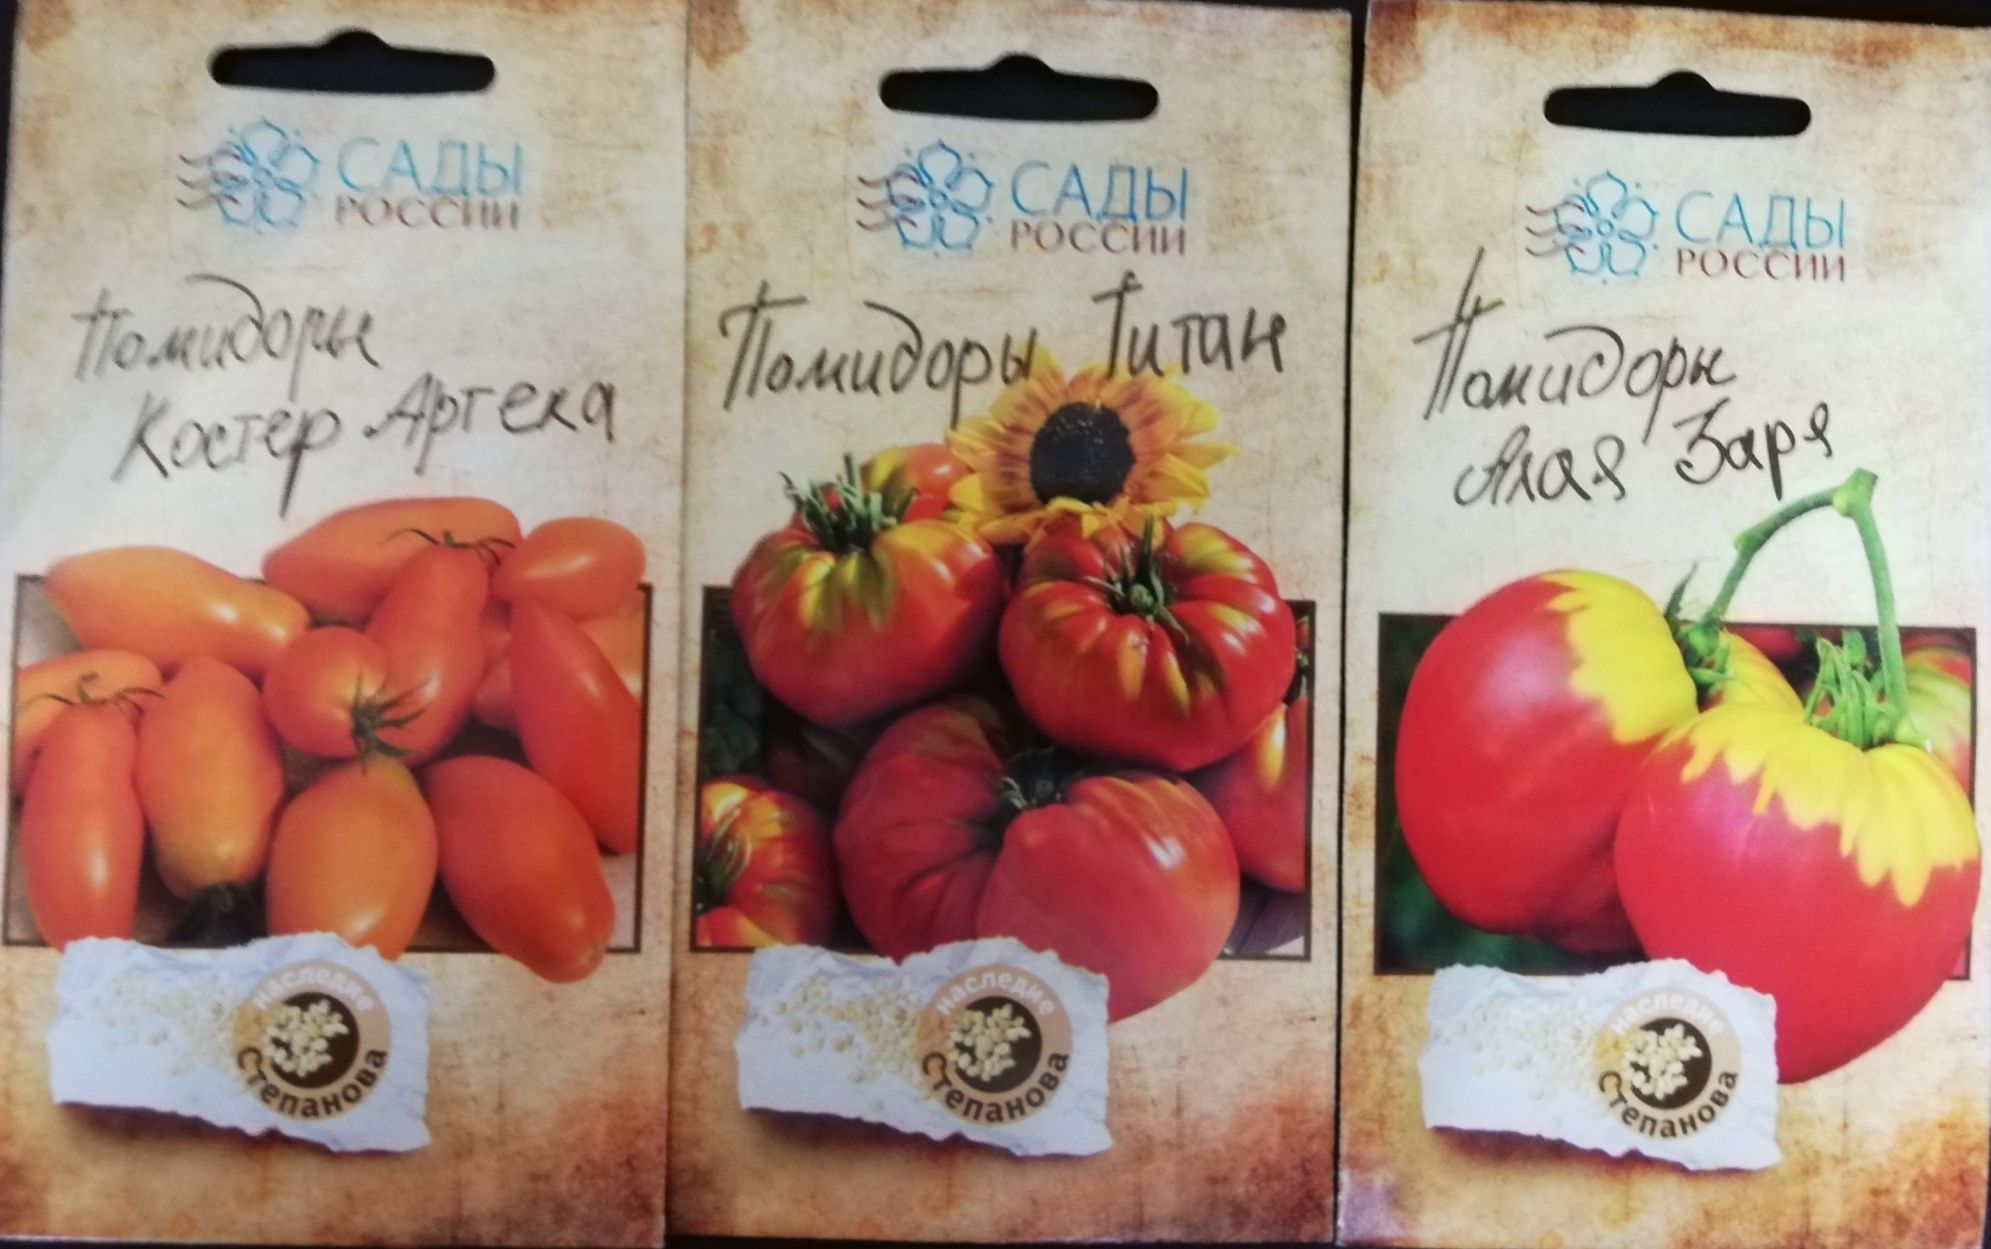 САДЫ
РОССИИ
Помидоры
Костер Артека
наследие
Степанова
САДЫ
РОССИИ
Помидоры Титан
наследие
Степанова
САДЫ
РОССИИ
Помидоры
Алая Заря
наследие
Степанова